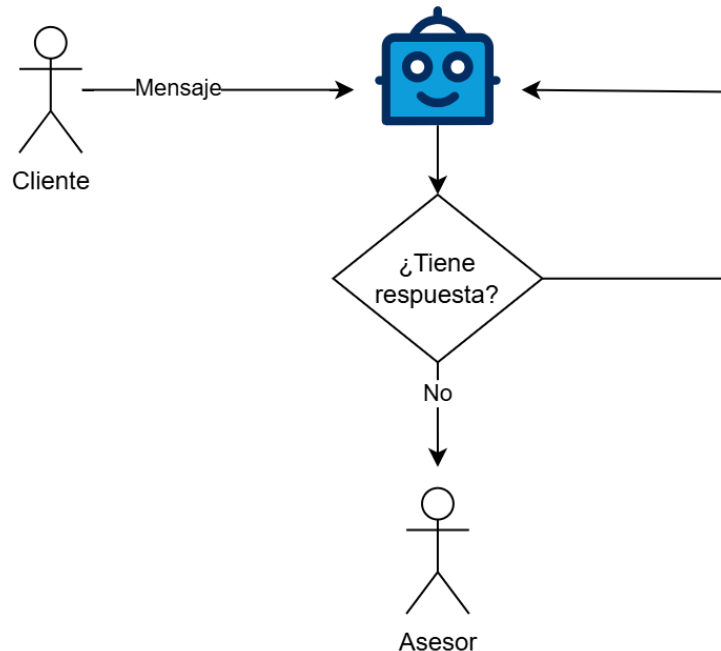 Mensaje
Cliente
¿Tiene
respuesta?
No
Asesor